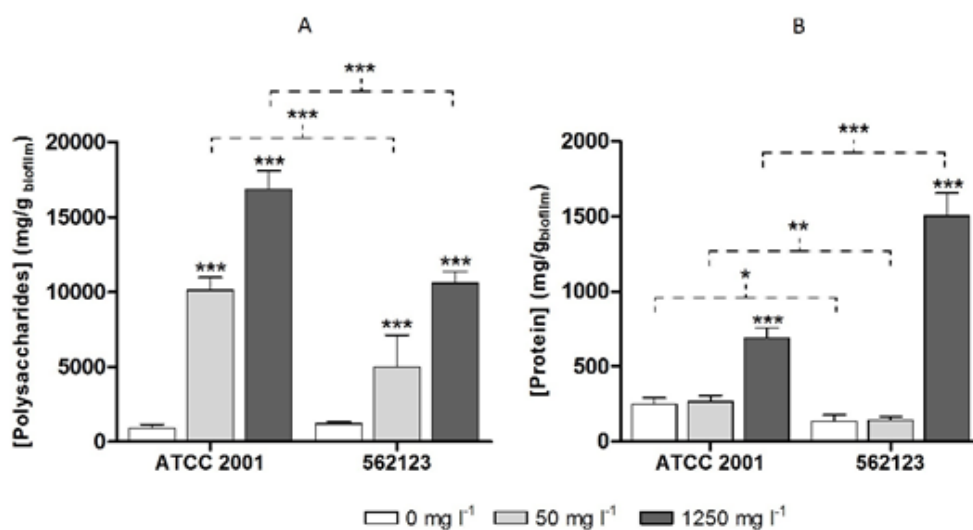 A
B
[Polysaccharides] (mg/g biofilm)
20000
15000
10000
5000
0
***
***
***
***
***
***
ATCC 2001
562123
[Protein] (mg/gbiofilm)
2000
1500
1000
500
0
***
***
**
*
***
ATCC 2001
562123
0 mg l⁻¹
50 mg l⁻¹
1250 mg l⁻¹